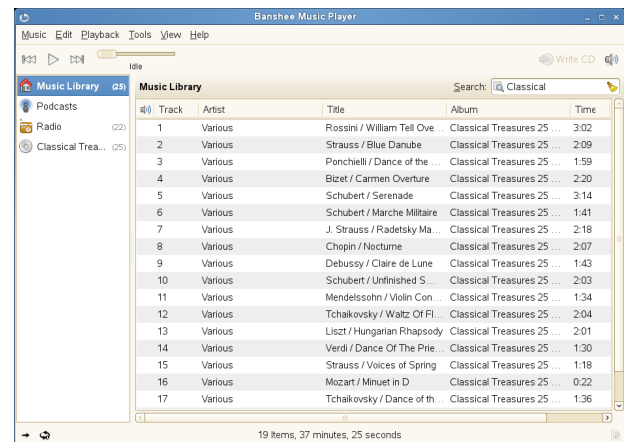 Banshee Music Player
Music Edit Playback Tools View Help
Idle
Write CD
Music Library (25)
Podcasts
Radio (22)
Classical Trea... (25)
Music Library
Search: Classical
Track Artist Title Album Time
1 Various Rossini / William Tell Ove... Classical Treasures 25 ... 3:02
2 Various Strauss / Blue Danube Classical Treasures 25 ... 2:09
3 Various Ponchielli / Dance of the ... Classical Treasures 25 ... 1:59
4 Various Bizet / Carmen Overture Classical Treasures 25 ... 2:20
5 Various Schubert / Serenade Classical Treasures 25 ... 3:14
6 Various Schubert / Marche Militaire Classical Treasures 25 ... 1:41
7 Various J. Strauss / Radetsky Ma... Classical Treasures 25 ... 2:18
8 Various Chopin / Nocturne Classical Treasures 25 ... 2:07
9 Various Debussy / Claire de Lune Classical Treasures 25 ... 1:43
10 Various Schubert / Unfinished S... Classical Treasures 25 ... 2:03
11 Various Mendelssohn / Violin Con... Classical Treasures 25 ... 1:34
12 Various Tchaikovsky / Waltz Of Fl... Classical Treasures 25 ... 2:04
13 Various Liszt / Hungarian Rhapsody Classical Treasures 25 ... 2:01
14 Various Verdi / Dance Of The Prie... Classical Treasures 25 ... 1:30
15 Various Strauss / Voices of Spring Classical Treasures 25 ... 1:18
16 Various Mozart / Minuet in D Classical Treasures 25 ... 0:22
17 Various Tchaikovsky / Dance of th... Classical Treasures 25 ... 1:36
19 Items, 37 minutes, 25 seconds